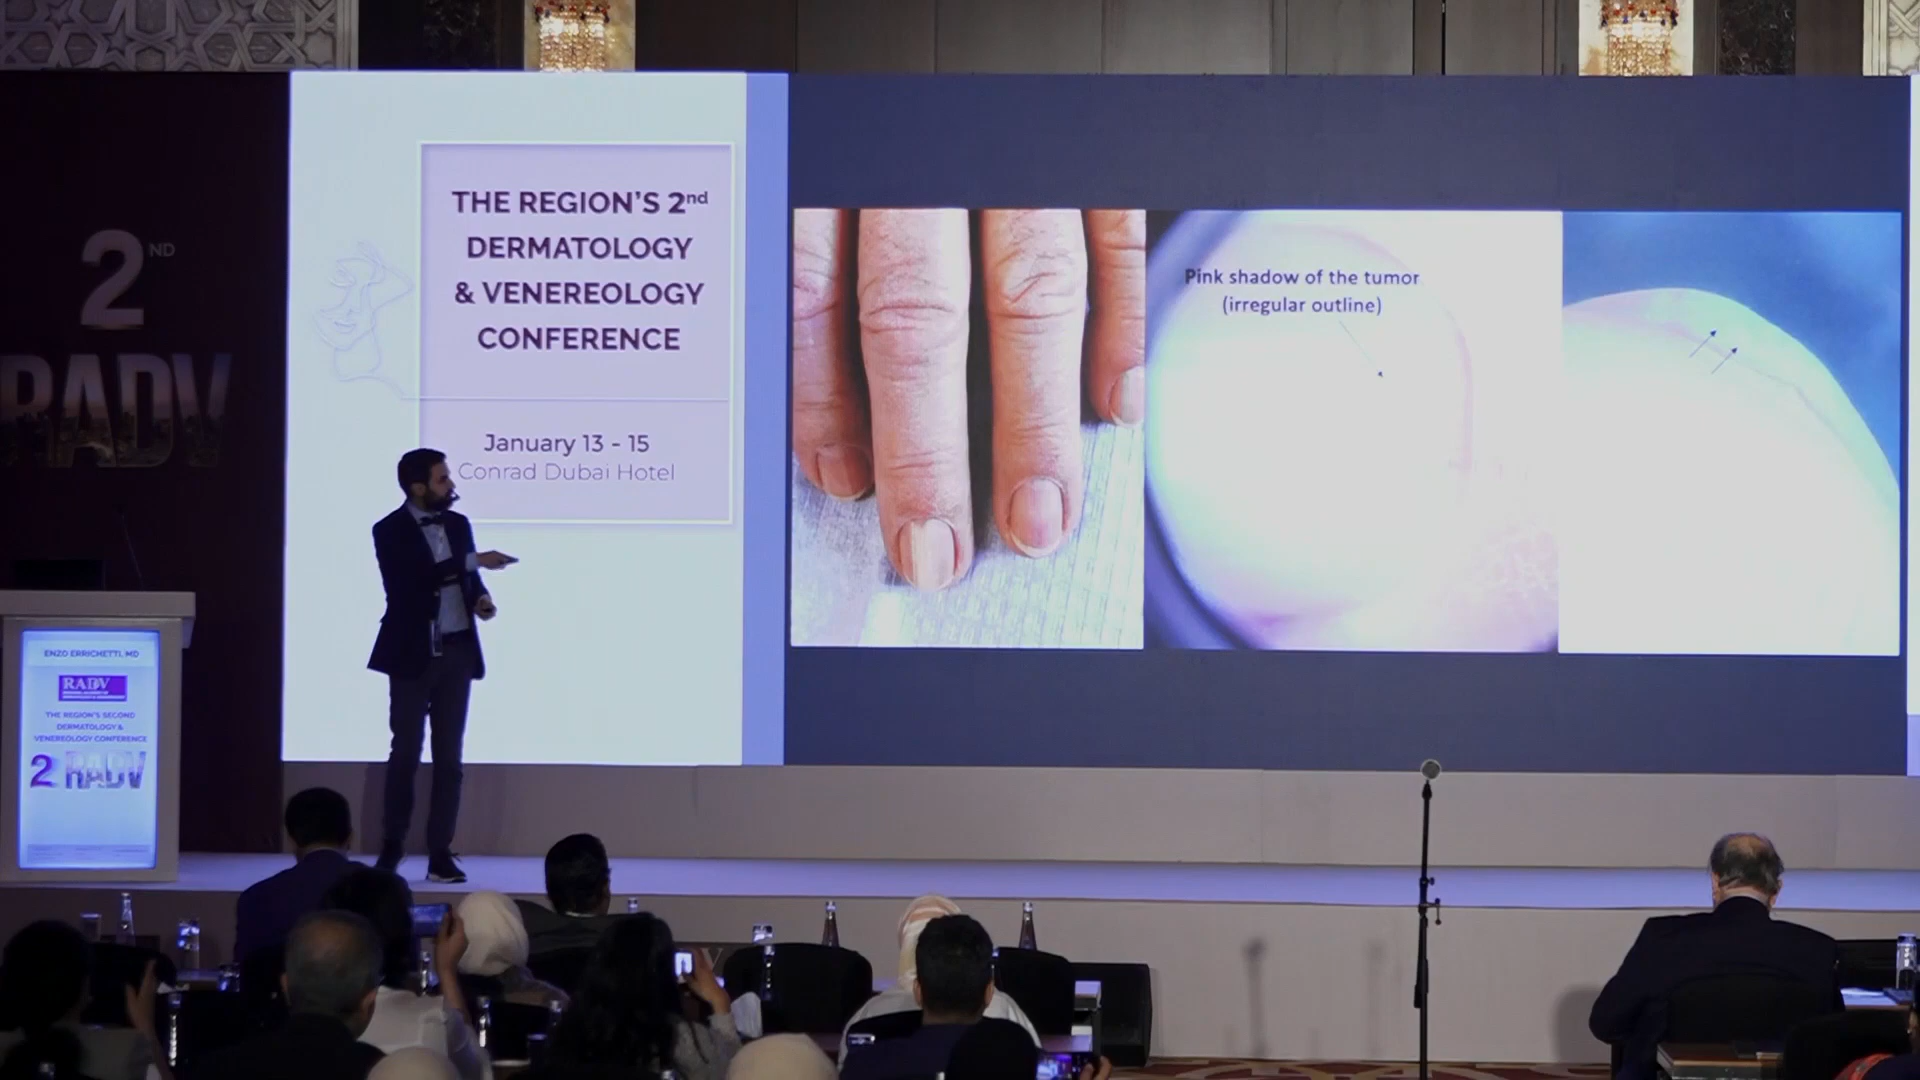 2ND
RADV
THE REGION'S 2nd
DERMATOLOGY
& VENEREOLOGY
CONFERENCE
January 13 - 15
Conrad Dubai Hotel
Pink shadow of the tumor
(irregular outline)
ENZO ERRICHETTI, MD
RADV
THE REGION'S SECOND
DERMATOLOGY &
VENEREOLOGY CONFERENCE
2 RADV